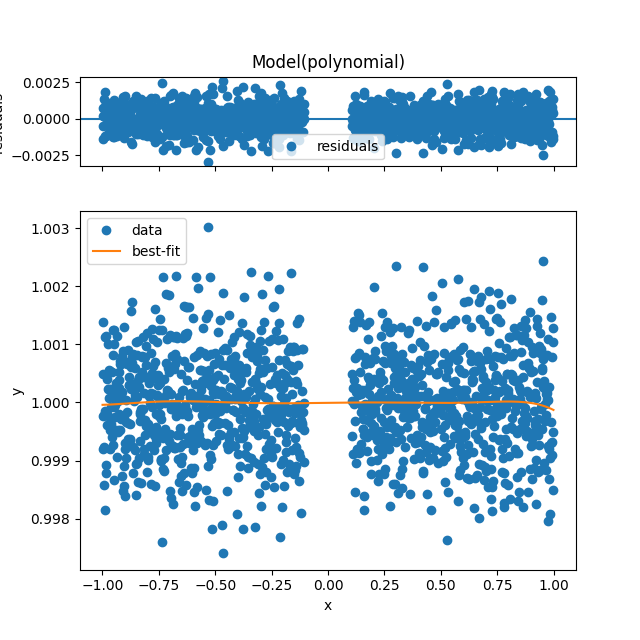 Model(polynomial)
0.0025
0.0000
−0.0025
residuals
residuals
1.003
1.002
1.001
1.000
0.999
0.998
data
best-fit
y
−1.00 −0.75 −0.50 −0.25 0.00 0.25 0.50 0.75 1.00
x